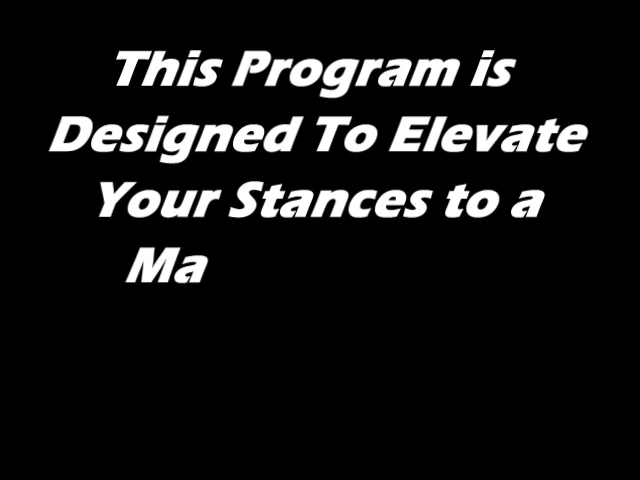 This Program is
Designed To Elevate
Your Stances to a
Ma